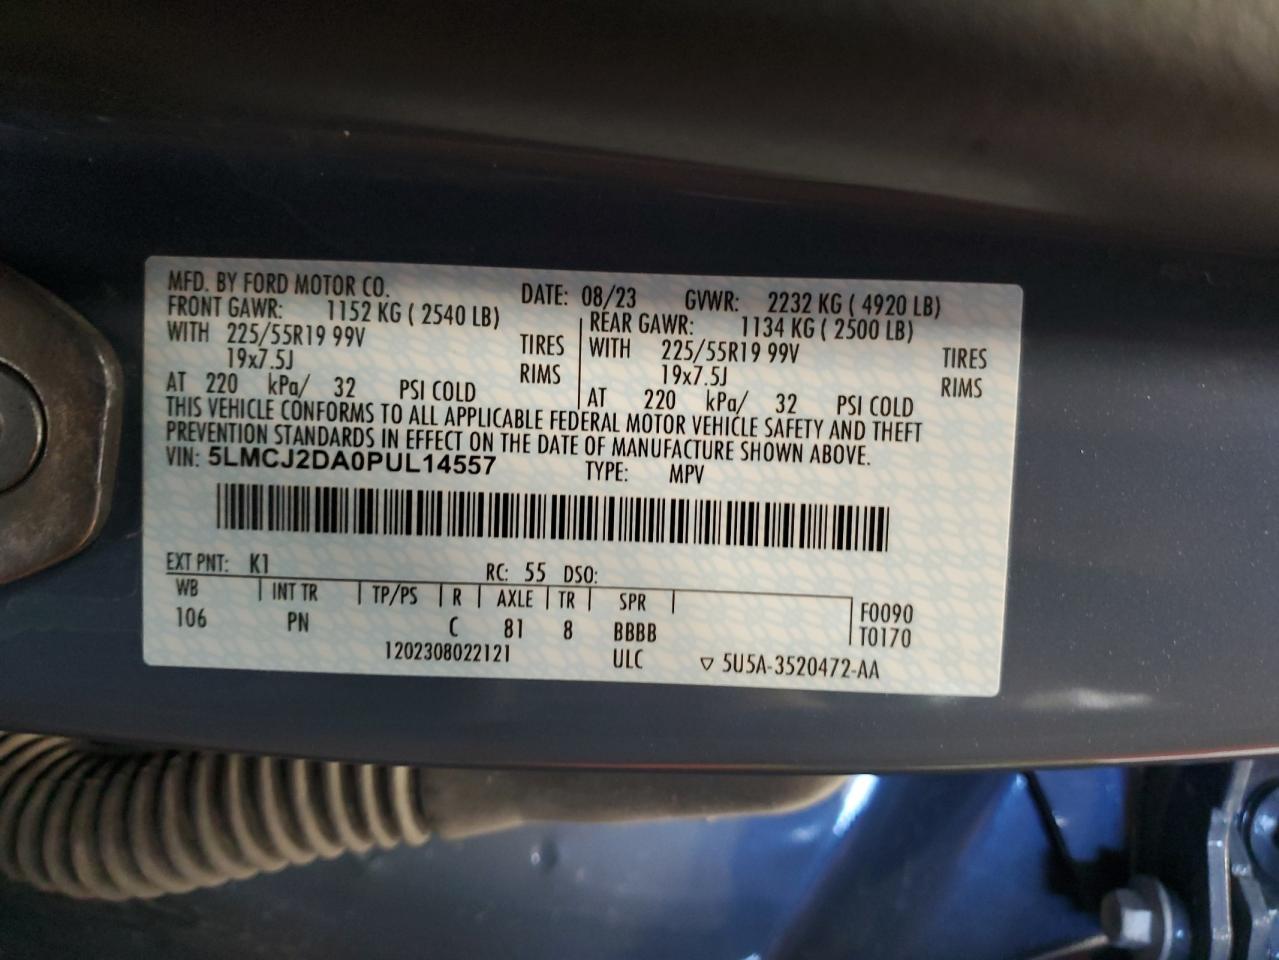 MFD. BY FORD MOTOR CO. DATE: 08/23 GVWR: 2232 KG ( 4920 LB)
FRONT GAWR: 1152 KG ( 2540 LB) REAR GAWR: 1134 KG ( 2500 LB)
WITH 225/55R19 99V TIRES WITH 225/55R19 99V TIRES
19x7.5J RIMS 19x7.5J RIMS
AT 220 kPa/ 32 PSI COLD AT 220 kPa/ 32 PSI COLD
THIS VEHICLE CONFORMS TO ALL APPLICABLE FEDERAL MOTOR VEHICLE SAFETY AND THEFT
PREVENTION STANDARDS IN EFFECT ON THE DATE OF MANUFACTURE SHOWN ABOVE.
VIN: 5LMCJ2DA0PUL14557 TYPE: MPV
EXT PNT: K1 RC: 55 DSO:
WB INT TR TP/PS R AXLE TR SPR F0090
106 PN C 81 8 BBBB T0170
1202308022121 ULC ▽ 5U5A-3520472-AA